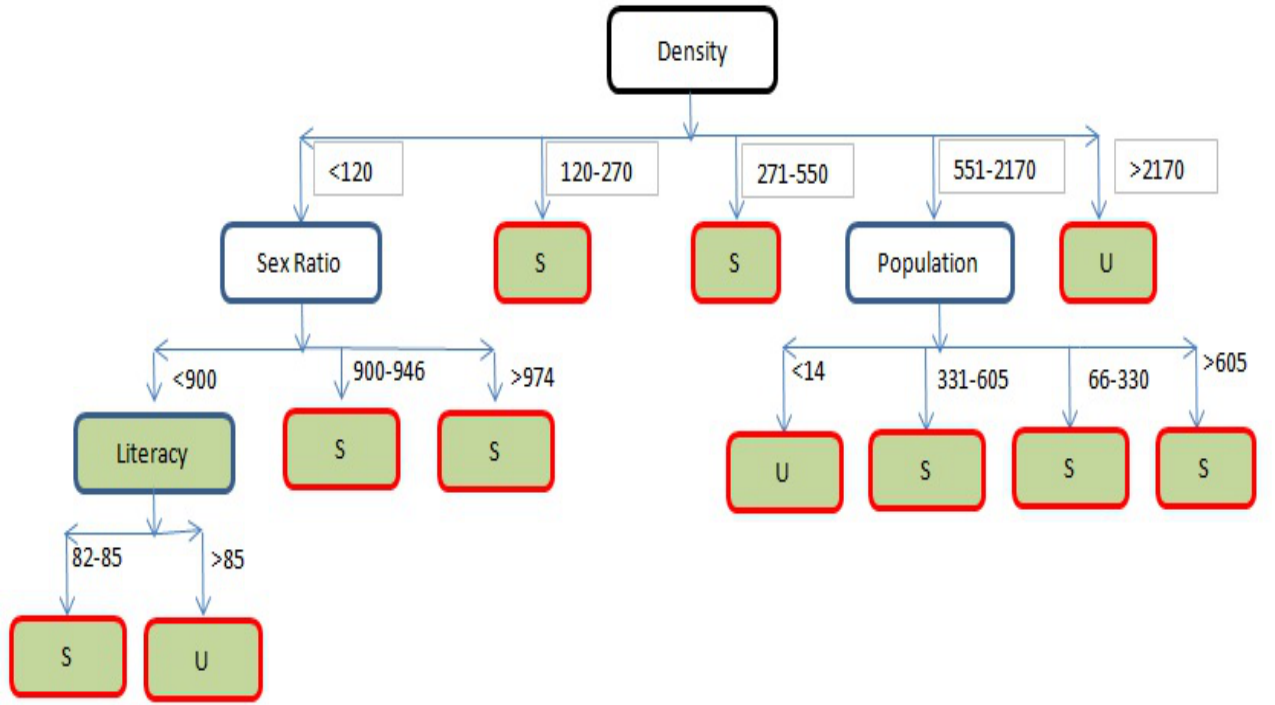 Density
<120
120-270
271-550
551-2170
>2170
Sex Ratio
S
S
Population
U
<900
900-946
>974
<14
331-605
66-330
>605
Literacy
S
S
U
S
S
S
82-85
>85
S
U